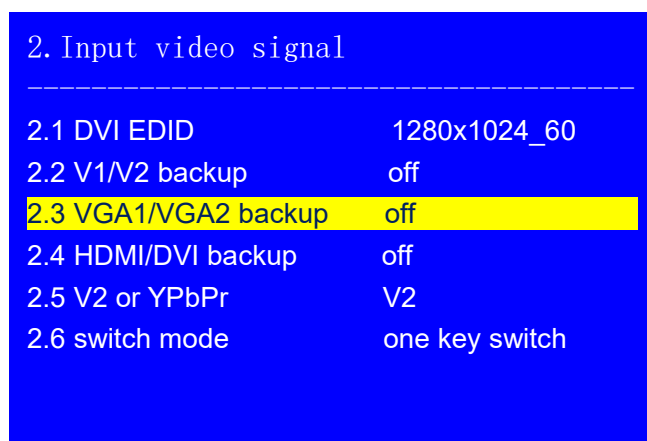 2.Input video signal
---------------------------------------
2.1 DVI EDID 1280x1024_60
2.2 V1/V2 backup off
2.3 VGA1/VGA2 backup off
2.4 HDMI/DVI backup off
2.5 V2 or YPbPr V2
2.6 switch mode one key switch